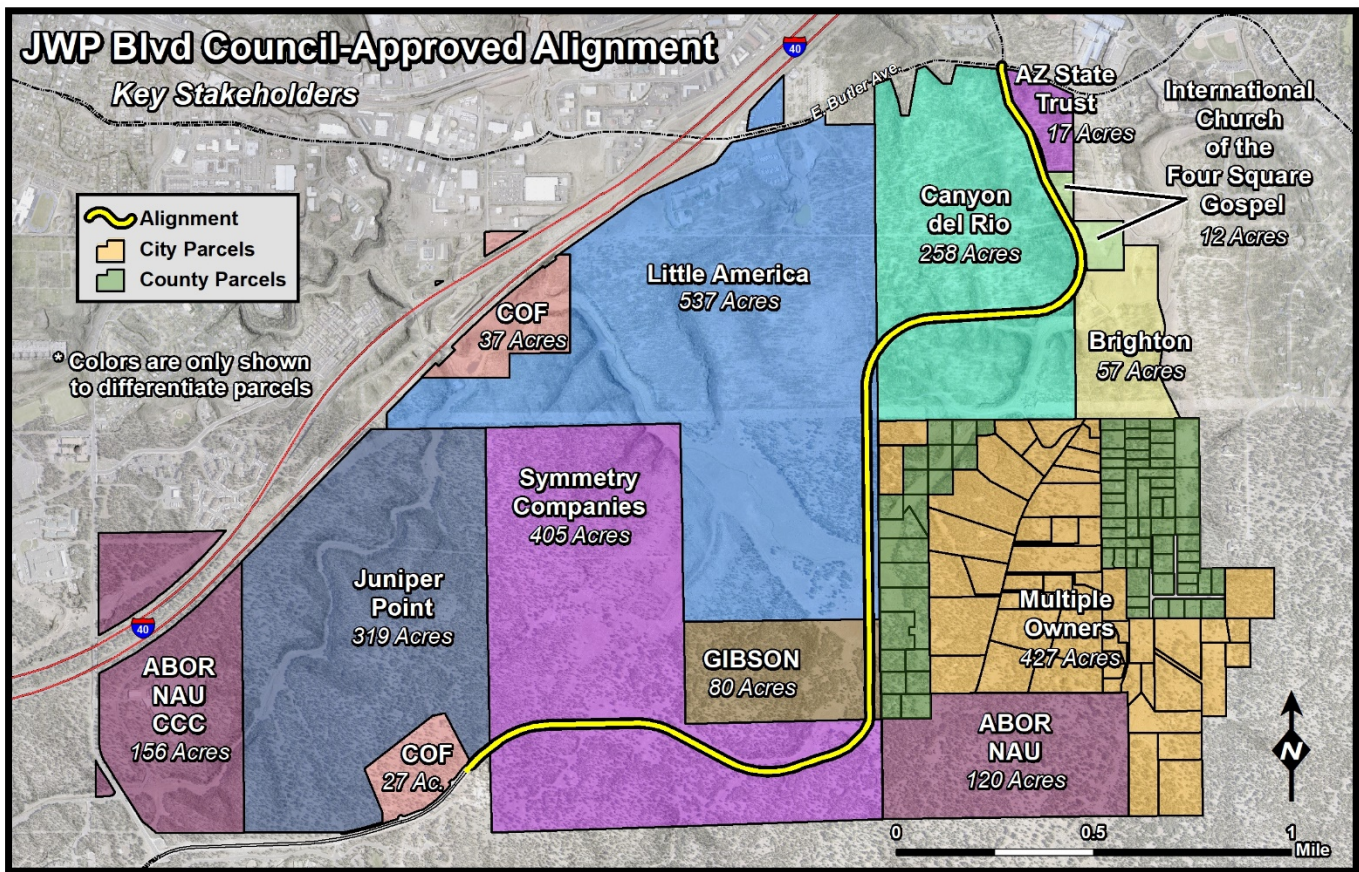 JWP Blvd Council-Approved Alignment
Key Stakeholders
40
E. Butler Ave.
AZ State
Trust
17 Acres
International
Church
of the
Four Square
Gospel
12 Acres
Alignment
City Parcels
County Parcels
* Colors are only shown
to differentiate parcels
COF
37 Acres
Little America
537 Acres
Canyon
del Rio
258 Acres
Brighton
57 Acres
Symmetry
Companies
405 Acres
Juniper
Point
319 Acres
40
ABOR
NAU
CCC
156 Acres
COF
27 Ac.
GIBSON
80 Acres
Multiple
Owners
427 Acres
ABOR
NAU
120 Acres
N
0 0.5 1
Mile